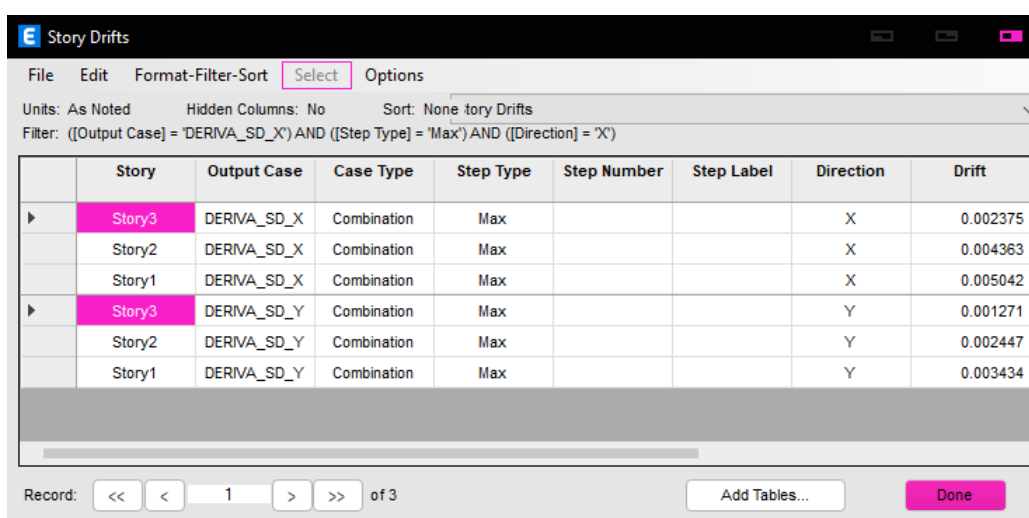 E Story Drifts
File Edit Format-Filter-Sort Select Options
Units: As Noted Hidden Columns: No Sort: None tory Drifts
Filter: ([Output Case] = 'DERIVA_SD_X') AND ([Step Type] = 'Max') AND ([Direction] = 'X')
Story Output Case Case Type Step Type Step Number Step Label Direction Drift
Story3 DERIVA_SD_X Combination Max X 0.002375
Story2 DERIVA_SD_X Combination Max X 0.004363
Story1 DERIVA_SD_X Combination Max X 0.005042
Story3 DERIVA_SD_Y Combination Max Y 0.001271
Story2 DERIVA_SD_Y Combination Max Y 0.002447
Story1 DERIVA_SD_Y Combination Max Y 0.003434
Record: << < 1 > >> of 3 Add Tables... Done